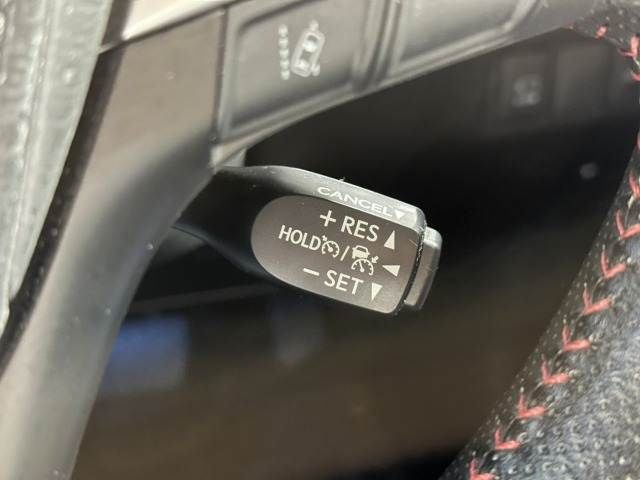 CANCEL▼
+ RES ▲
HOLD / ◀
− SET ▼